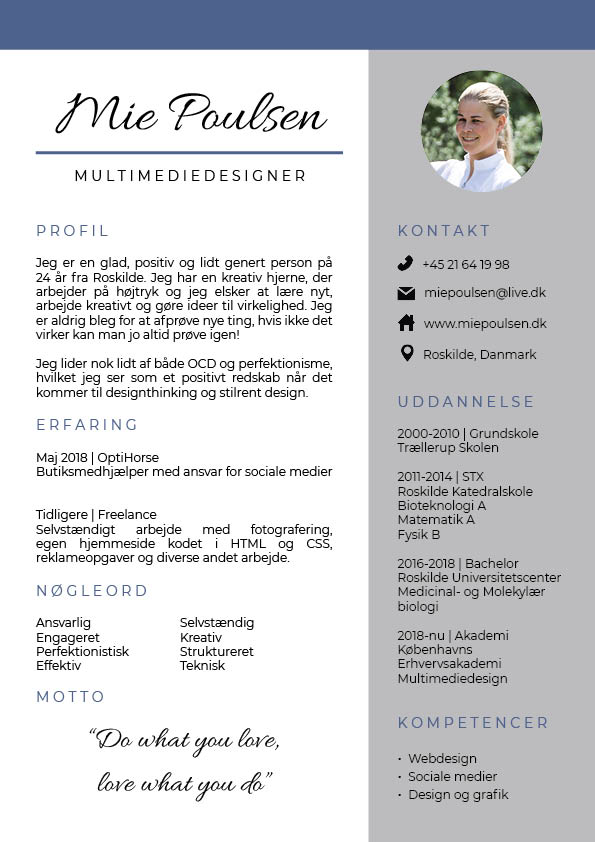 Mie Poulsen
MULTIMEDIEDESIGNER
PROFIL
Jeg er en glad, positiv og lidt genert person på
24 år fra Roskilde. Jeg har en kreativ hjerne, der
arbejder på højtryk og jeg elsker at lære nyt,
arbejde kreativt og gøre ideer til virkelighed. Jeg
er aldrig bleg for at afprøve nye ting, hvis ikke det
virker kan man jo altid prøve igen!
Jeg lider nok lidt af både OCD og perfektionisme,
hvilket jeg ser som et positivt redskab når det
kommer til designthinking og stilrent design.
ERFARING
Maj 2018 | OptiHorse
Butiksmedhjælper med ansvar for sociale medier
Tidligere | Freelance
Selvstændigt arbejde med fotografering,
egen hjemmeside kodet i HTML og CSS,
reklameopgaver og diverse andet arbejde.
NØGLEORD
Ansvarlig
Engageret
Perfektionistisk
Effektiv
Selvstændig
Kreativ
Struktureret
Teknisk
MOTTO
“Do what you love,
love what you do”
KONTAKT
+45 21 64 19 98
miepoulsen@live.dk
www.miepoulsen.dk
Roskilde, Danmark
UDDANNELSE
2000-2010 | Grundskole
Trællerup Skolen
2011-2014 | STX
Roskilde Katedralskole
Bioteknologi A
Matematik A
Fysik B
2016-2018 | Bachelor
Roskilde Universitetscenter
Medicinal- og Molekylær
biologi
2018-nu | Akademi
Københavns
Erhvervsakademi
Multimediedesign
KOMPETENCER
• Webdesign
• Sociale medier
• Design og grafik